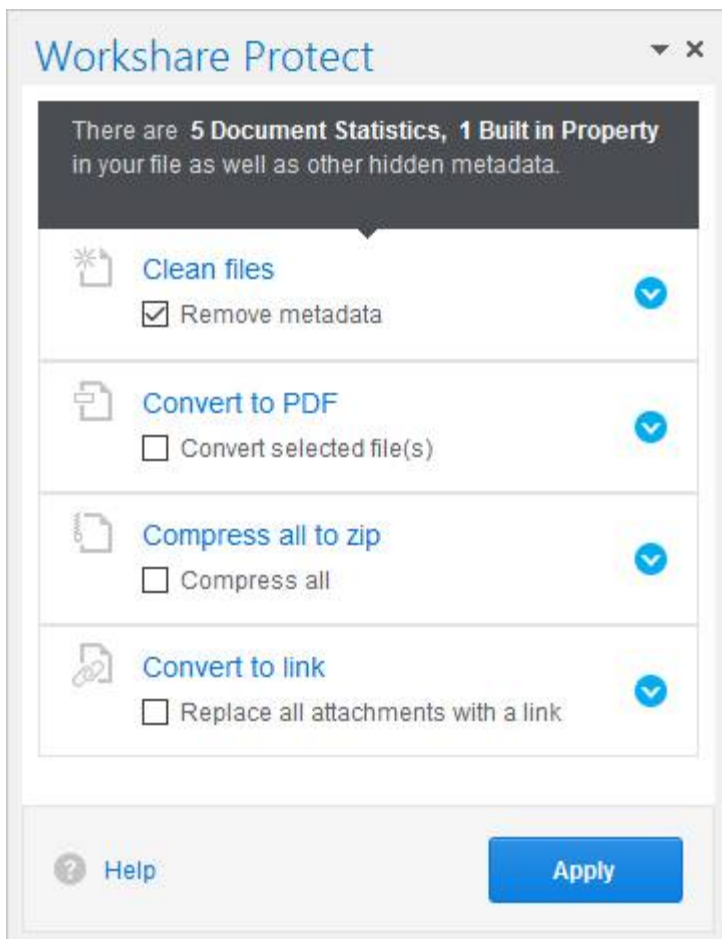 Workshare Protect
There are 5 Document Statistics, 1 Built in Property
in your file as well as other hidden metadata.
Clean files
Remove metadata
Convert to PDF
Convert selected file(s)
Compress all to zip
Compress all
Convert to link
Replace all attachments with a link
? Help
Apply